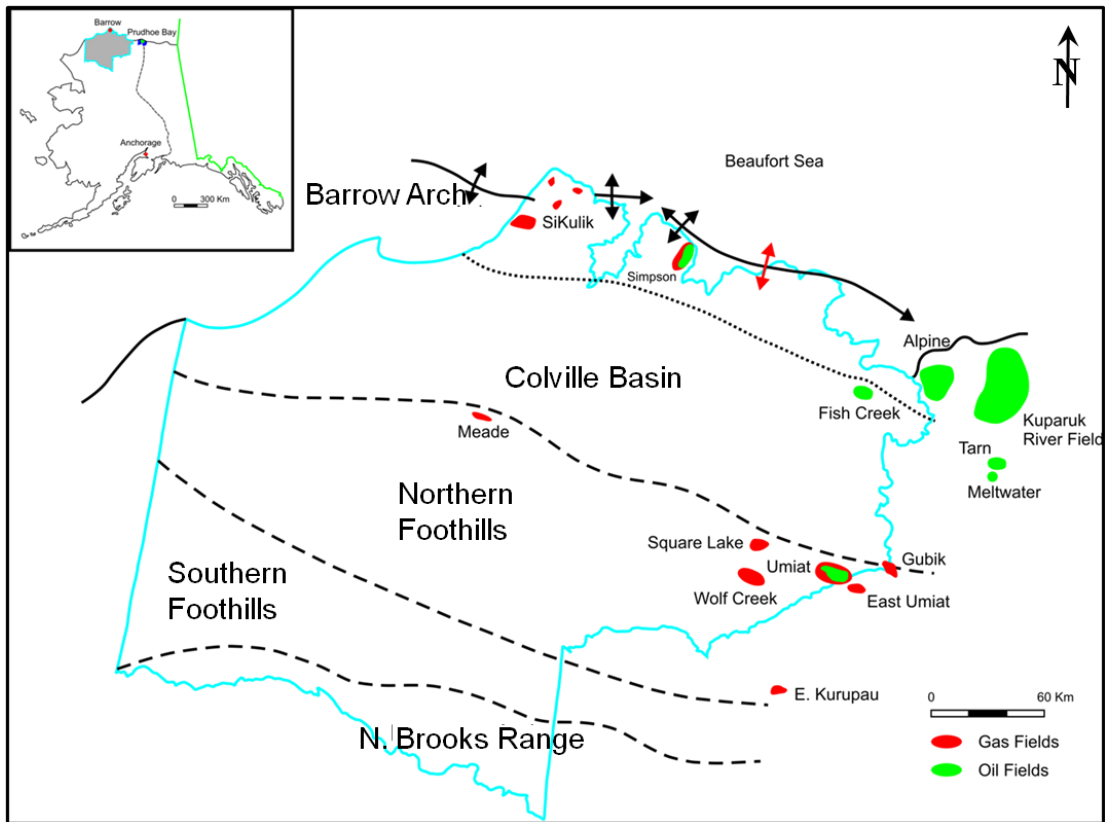 Barrow
Prudhoe Bay
Anchorage
0 300 Km
N
Beaufort Sea
Barrow Arch
SiKulik
Simpson
Alpine
Colville Basin
Fish Creek
Kuparuk
River Field
Meade
Tarn
Meltwater
Northern
Foothills
Square Lake
Umiat
Gubik
Southern
Foothills
Wolf Creek
East Umiat
E. Kurupau
0 60 Km
N. Brooks Range
Gas Fields
Oil Fields